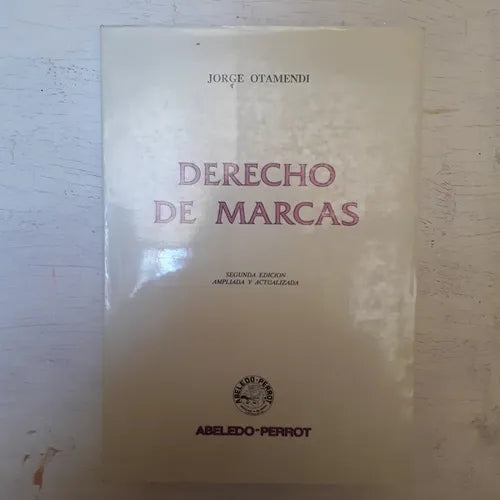 JORGE OTAMENDI
DERECHO
DE MARCAS
SEGUNDA EDICION
AMPLIADA Y ACTUALIZADA
ABELEDO-PERROT
ABELEDO-PERROT